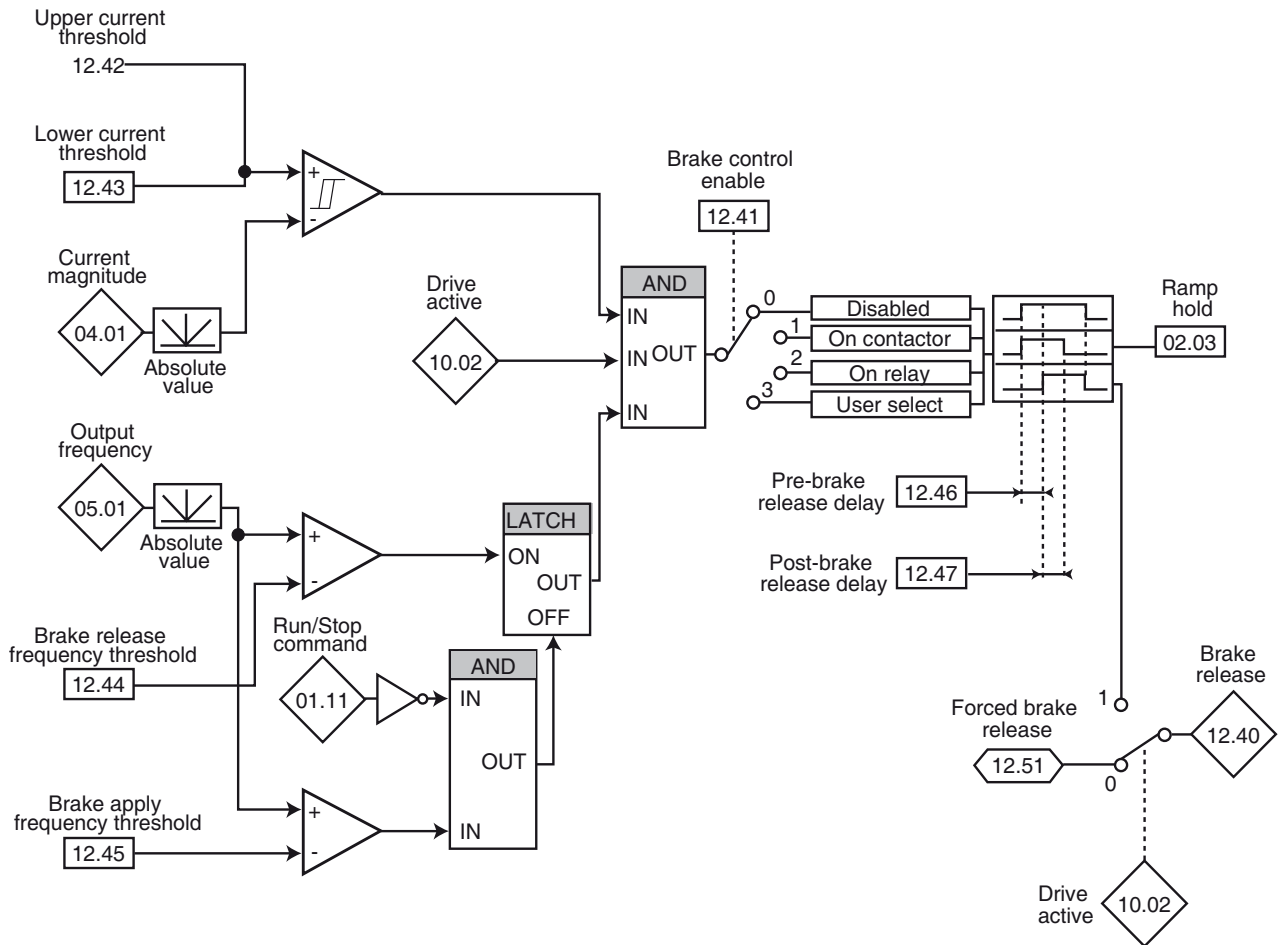 Upper current
threshold
12.42
Lower current
threshold
12.43
+
-
Current
magnitude
04.01
Absolute
value
Drive
active
10.02
AND
IN
IN
OUT
IN
Brake control
enable
12.41
0
1
2
3
Disabled
On contactor
On relay
User select
Ramp
hold
02.03
Pre-brake
release delay
12.46
Post-brake
release delay
12.47
Output
frequency
05.01
Absolute
value
+
-
LATCH
ON
OUT
OFF
Brake release
frequency threshold
12.44
Run/Stop
command
01.11
AND
IN
OUT
IN
Brake apply
frequency threshold
12.45
+
-
Forced brake
release
12.51
1
0
Brake
release
12.40
Drive
active
10.02